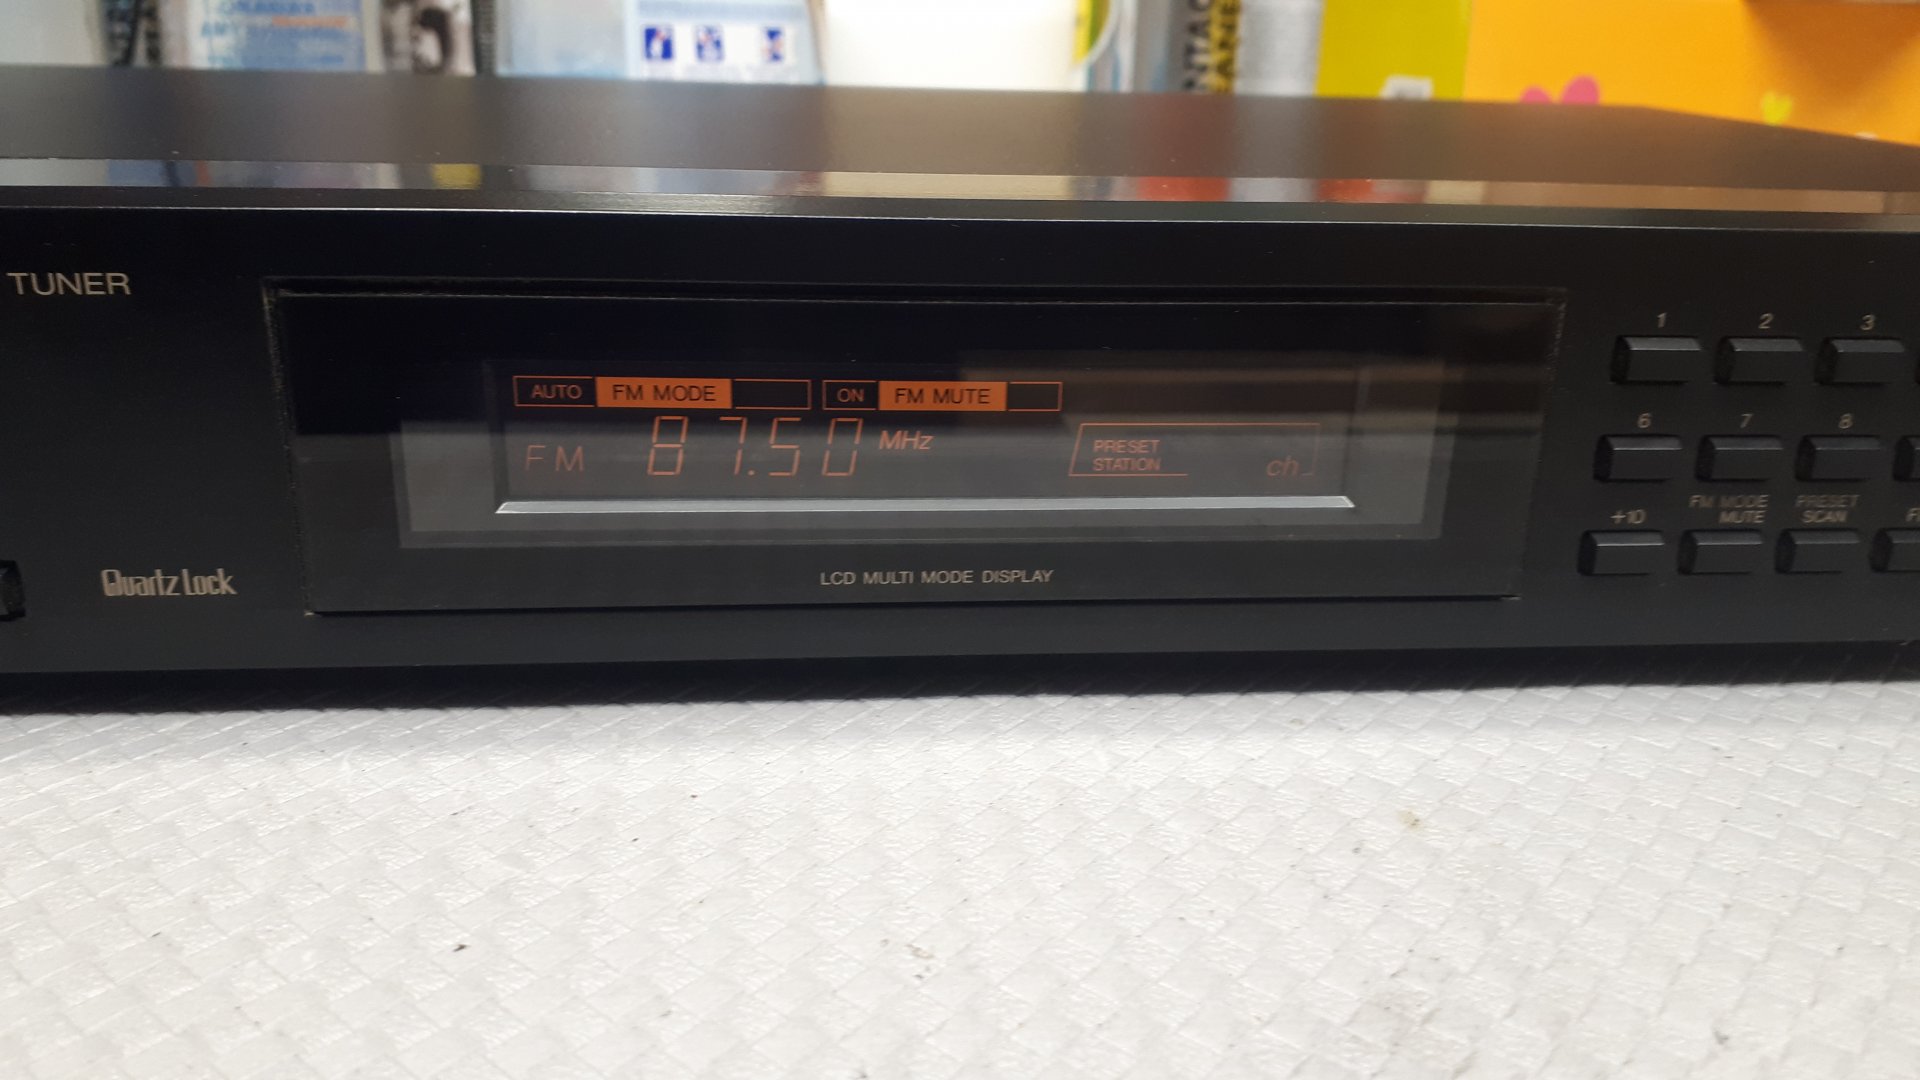 TUNER
AUTO FM MODE ON FM MUTE
FM 87.50 MHz
PRESET
STATION
ch
Quartz Lock
LCD MULTI MODE DISPLAY
1 2 3
6 7 8
+10
FM MODE
MUTE
PRESET
SCAN